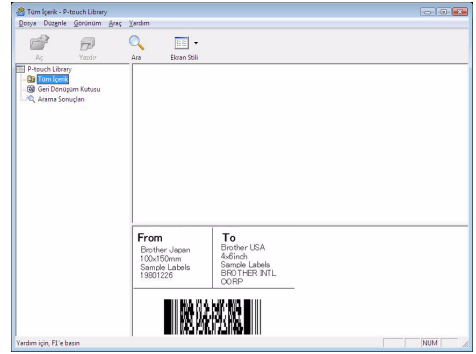 Tüm İçerik - P-touch Library
Dosya Düzenle Görünüm Araç Yardım
Aç Yazdır Ara Ekran Stili
P-touch Library
Tüm İçerik
Geri Dönüşüm Kutusu
Arama Sonuçları
From
Brother Japan
100x150mm
Sample Labels
19801226
To
Brother USA
4x6inch
Sample Labels
BROTHER INTL
CORP
Yardım için, F1'e basın
NUM